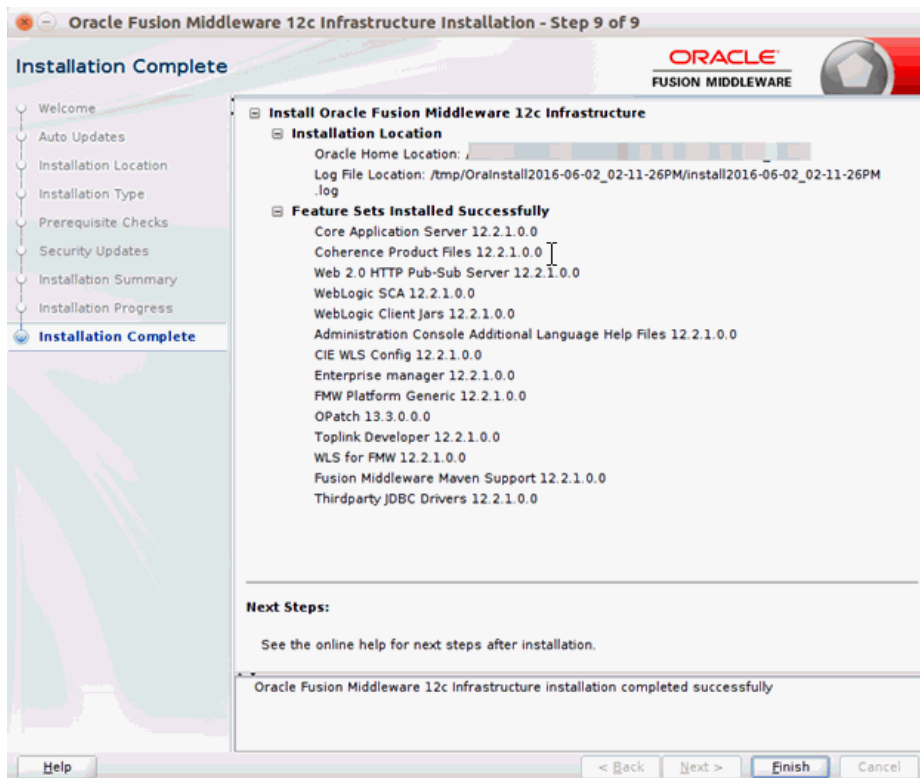 Oracle Fusion Middleware 12c Infrastructure Installation - Step 9 of 9
Installation Complete
ORACLE
FUSION MIDDLEWARE
Welcome
Auto Updates
Installation Location
Installation Type
Prerequisite Checks
Security Updates
Installation Summary
Installation Progress
Installation Complete
Install Oracle Fusion Middleware 12c Infrastructure
Installation Location
Oracle Home Location:
Log File Location: /tmp/OraInstall2016-06-02_02-11-26PM/install2016-06-02_02-11-26PM
.log
Feature Sets Installed Successfully
Core Application Server 12.2.1.0.0
Coherence Product Files 12.2.1.0.0
Web 2.0 HTTP Pub-Sub Server 12.2.1.0.0
WebLogic SCA 12.2.1.0.0
WebLogic Client Jars 12.2.1.0.0
Administration Console Additional Language Help Files 12.2.1.0.0
CIE WLS Config 12.2.1.0.0
Enterprise manager 12.2.1.0.0
FMW Platform Generic 12.2.1.0.0
OPatch 13.3.0.0.0
Toplink Developer 12.2.1.0.0
WLS for FMW 12.2.1.0.0
Fusion Middleware Maven Support 12.2.1.0.0
Thirdparty JDBC Drivers 12.2.1.0.0
Next Steps:
See the online help for next steps after installation.
Oracle Fusion Middleware 12c Infrastructure installation completed successfully
Help
< Back
Next >
Finish
Cancel